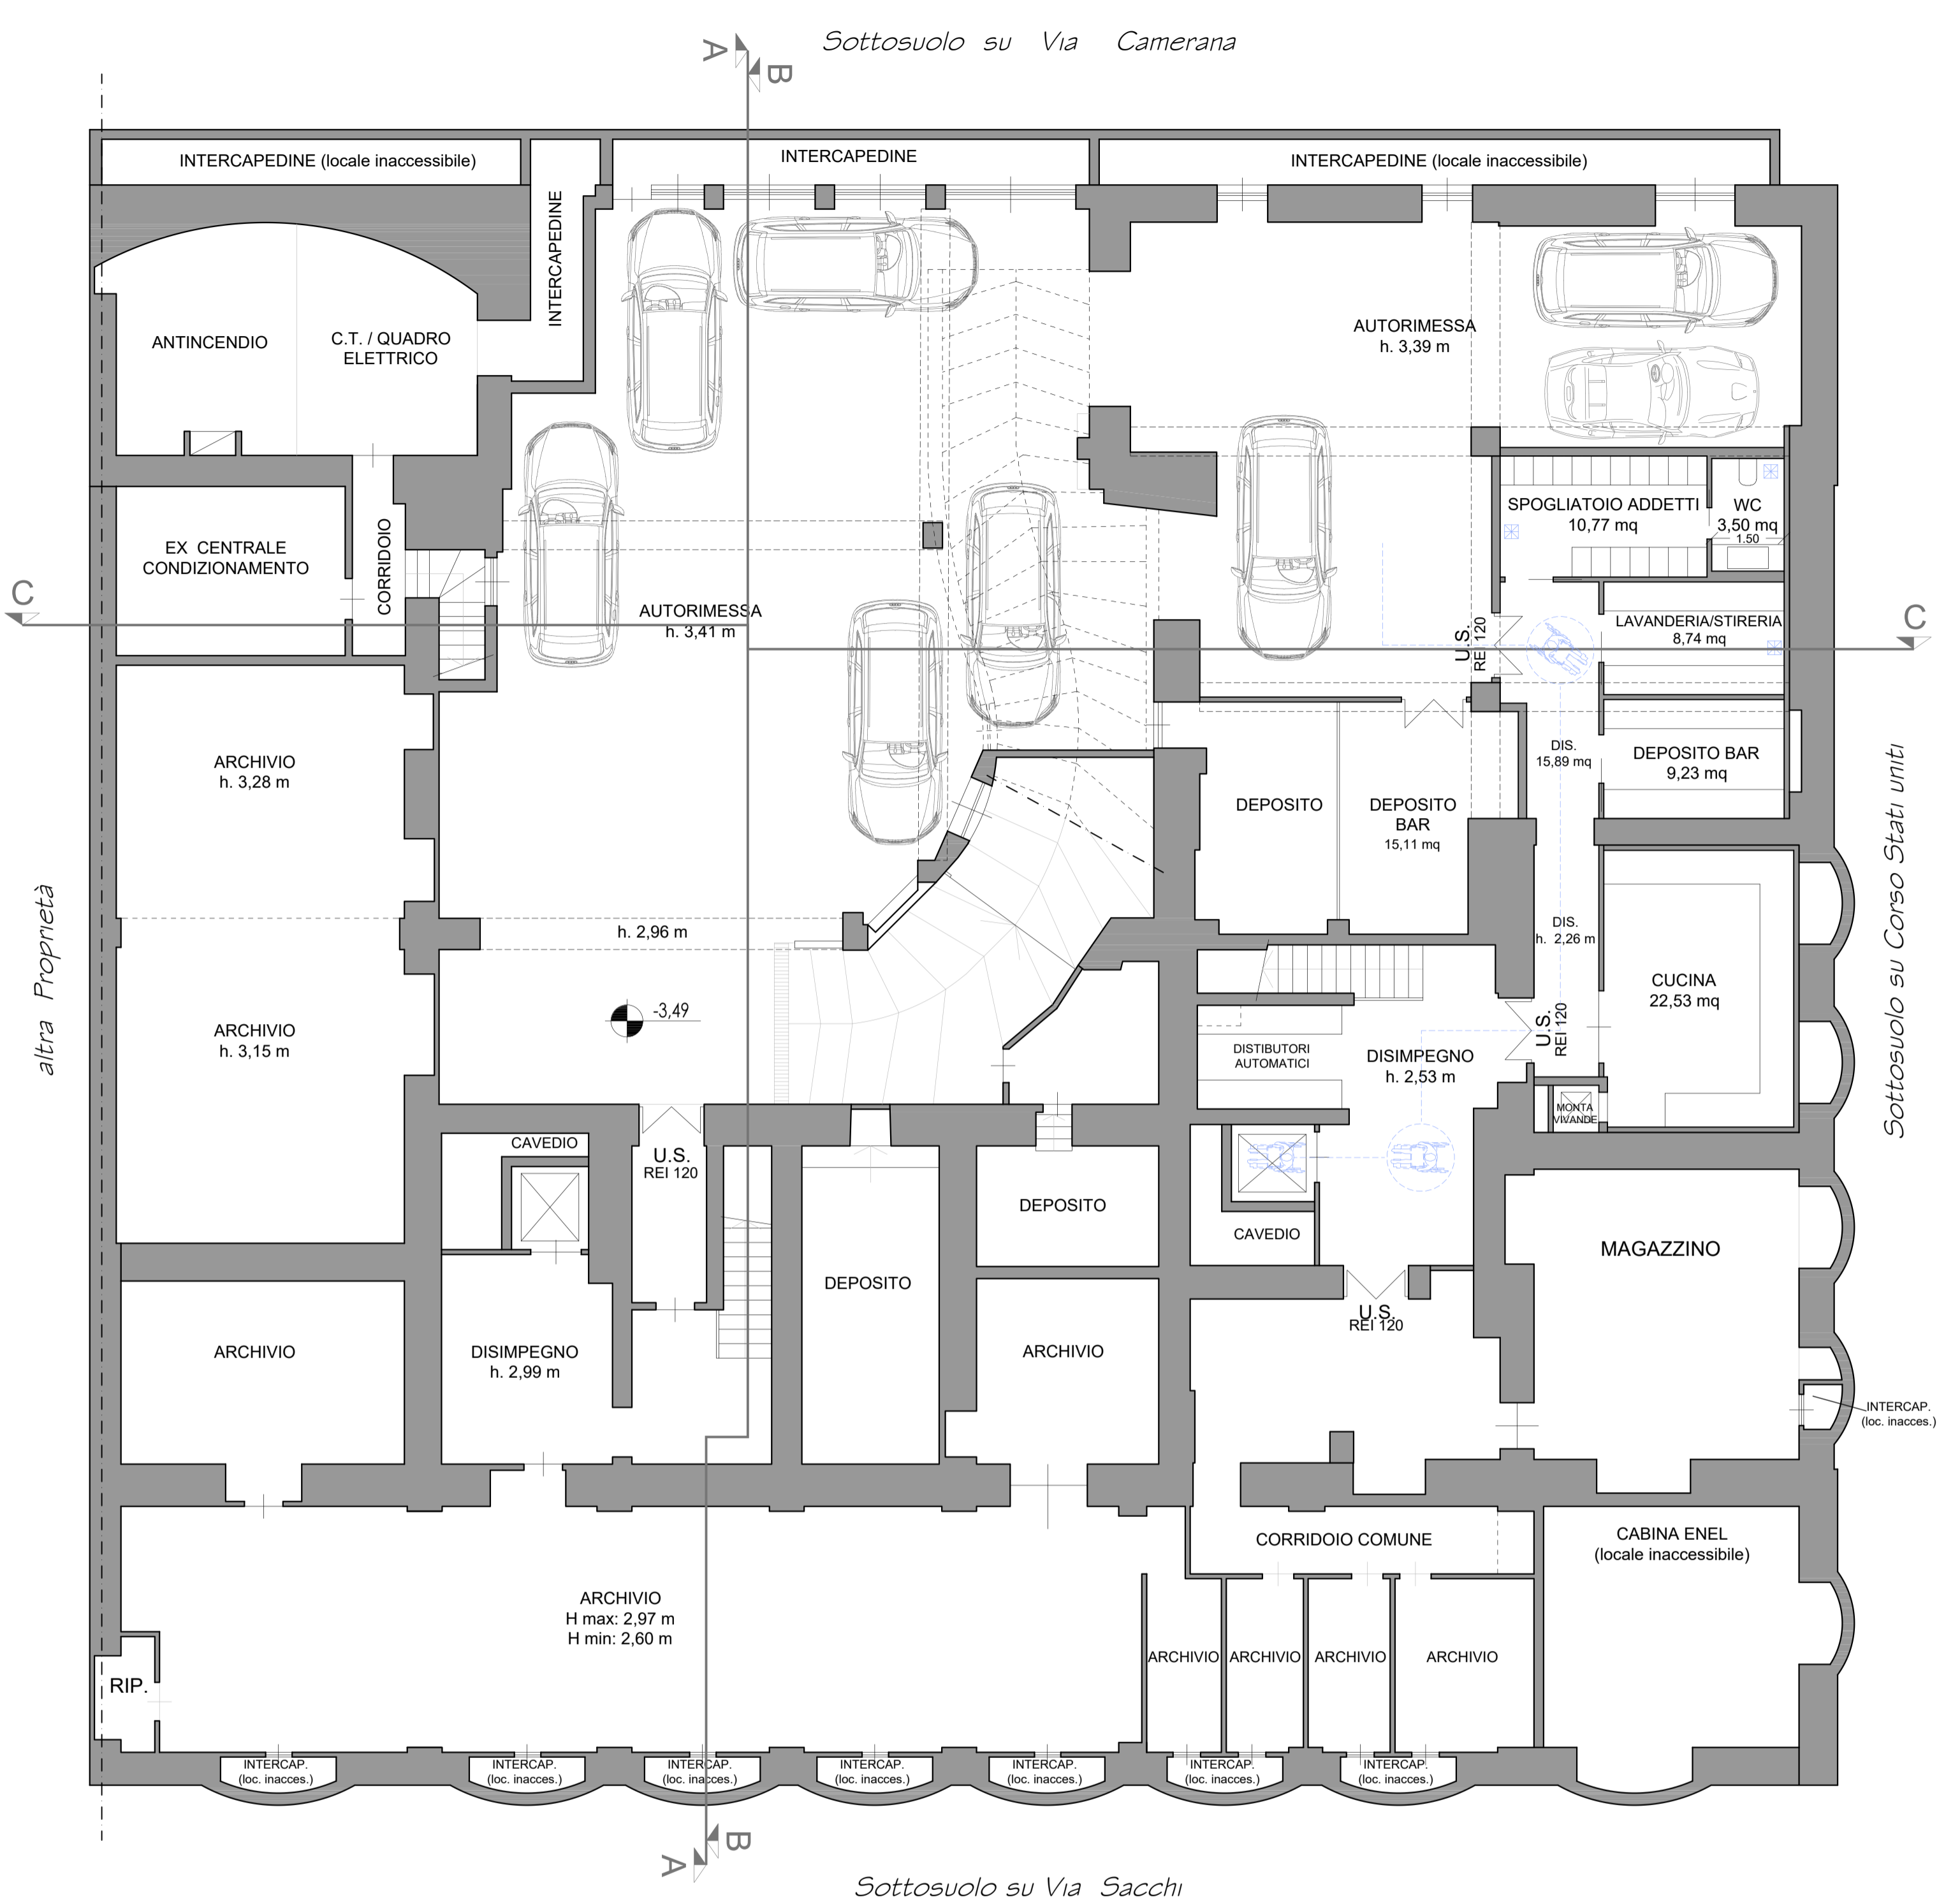 Sottosuolo su Via Camerana
A
B
INTERCAPEDINE (locale inaccessibile)
INTERCAPEDINE
INTERCAPEDINE (locale inaccessibile)
INTERCAPEDINE
ANTINCENDIO
C.T. / QUADRO
ELETTRICO
AUTORIMESSA
h. 3,39 m
SPOGLIATOIO ADDETTI
10,77 mq
WC
3,50 mq
1.50
EX CENTRALE
CONDIZIONAMENTO
CORRIDOIO
C
C
AUTORIMESSA
h. 3,41 m
U.S.
REI 120
LAVANDERIA/STIRERIA
8,74 mq
ARCHIVIO
h. 3,28 m
DIS.
15,89 mq
DEPOSITO BAR
9,23 mq
DEPOSITO
DEPOSITO
BAR
15,11 mq
altra Proprietà
Sottosuolo su Corso Stati uniti
h. 2,96 m
DIS.
h. 2,26 m
CUCINA
22,53 mq
-3,49
ARCHIVIO
h. 3,15 m
DISTIBUTORI
AUTOMATICI
DISIMPEGNO
h. 2,53 m
U.S.
REI 120
MONTA
VIVANDE
CAVEDIO
U.S.
REI 120
DEPOSITO
CAVEDIO
MAGAZZINO
DEPOSITO
U.S.
REI 120
ARCHIVIO
DISIMPEGNO
h. 2,99 m
ARCHIVIO
INTERCAP.
(loc. inacces.)
CORRIDOIO COMUNE
CABINA ENEL
(locale inaccessibile)
ARCHIVIO
H max: 2,97 m
H min: 2,60 m
ARCHIVIO
ARCHIVIO
ARCHIVIO
ARCHIVIO
RIP.
INTERCAP.
(loc. inacces.)
INTERCAP.
(loc. inacces.)
INTERCAP.
(loc. inacces.)
INTERCAP.
(loc. inacces.)
INTERCAP.
(loc. inacces.)
INTERCAP.
(loc. inacces.)
INTERCAP.
(loc. inacces.)
B
A
Sottosuolo su Via Sacchi